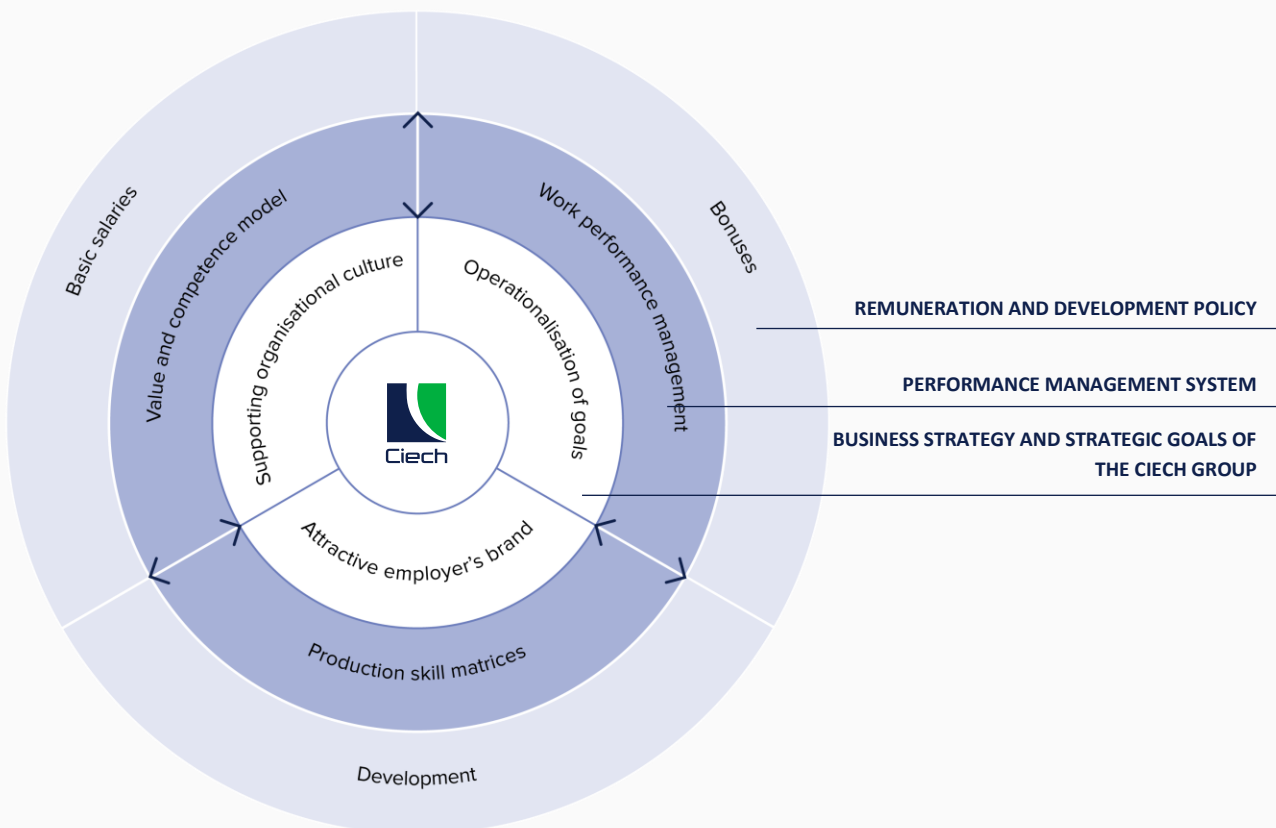 Basic salaries
Value and competence model
Supporting organisational culture
Operationalisation of goals
Work performance management
Bonuses
Ciech
Attractive employer's brand
Production skill matrices
Development
REMUNERATION AND DEVELOPMENT POLICY
PERFORMANCE MANAGEMENT SYSTEM
BUSINESS STRATEGY AND STRATEGIC GOALS OF
THE CIECH GROUP